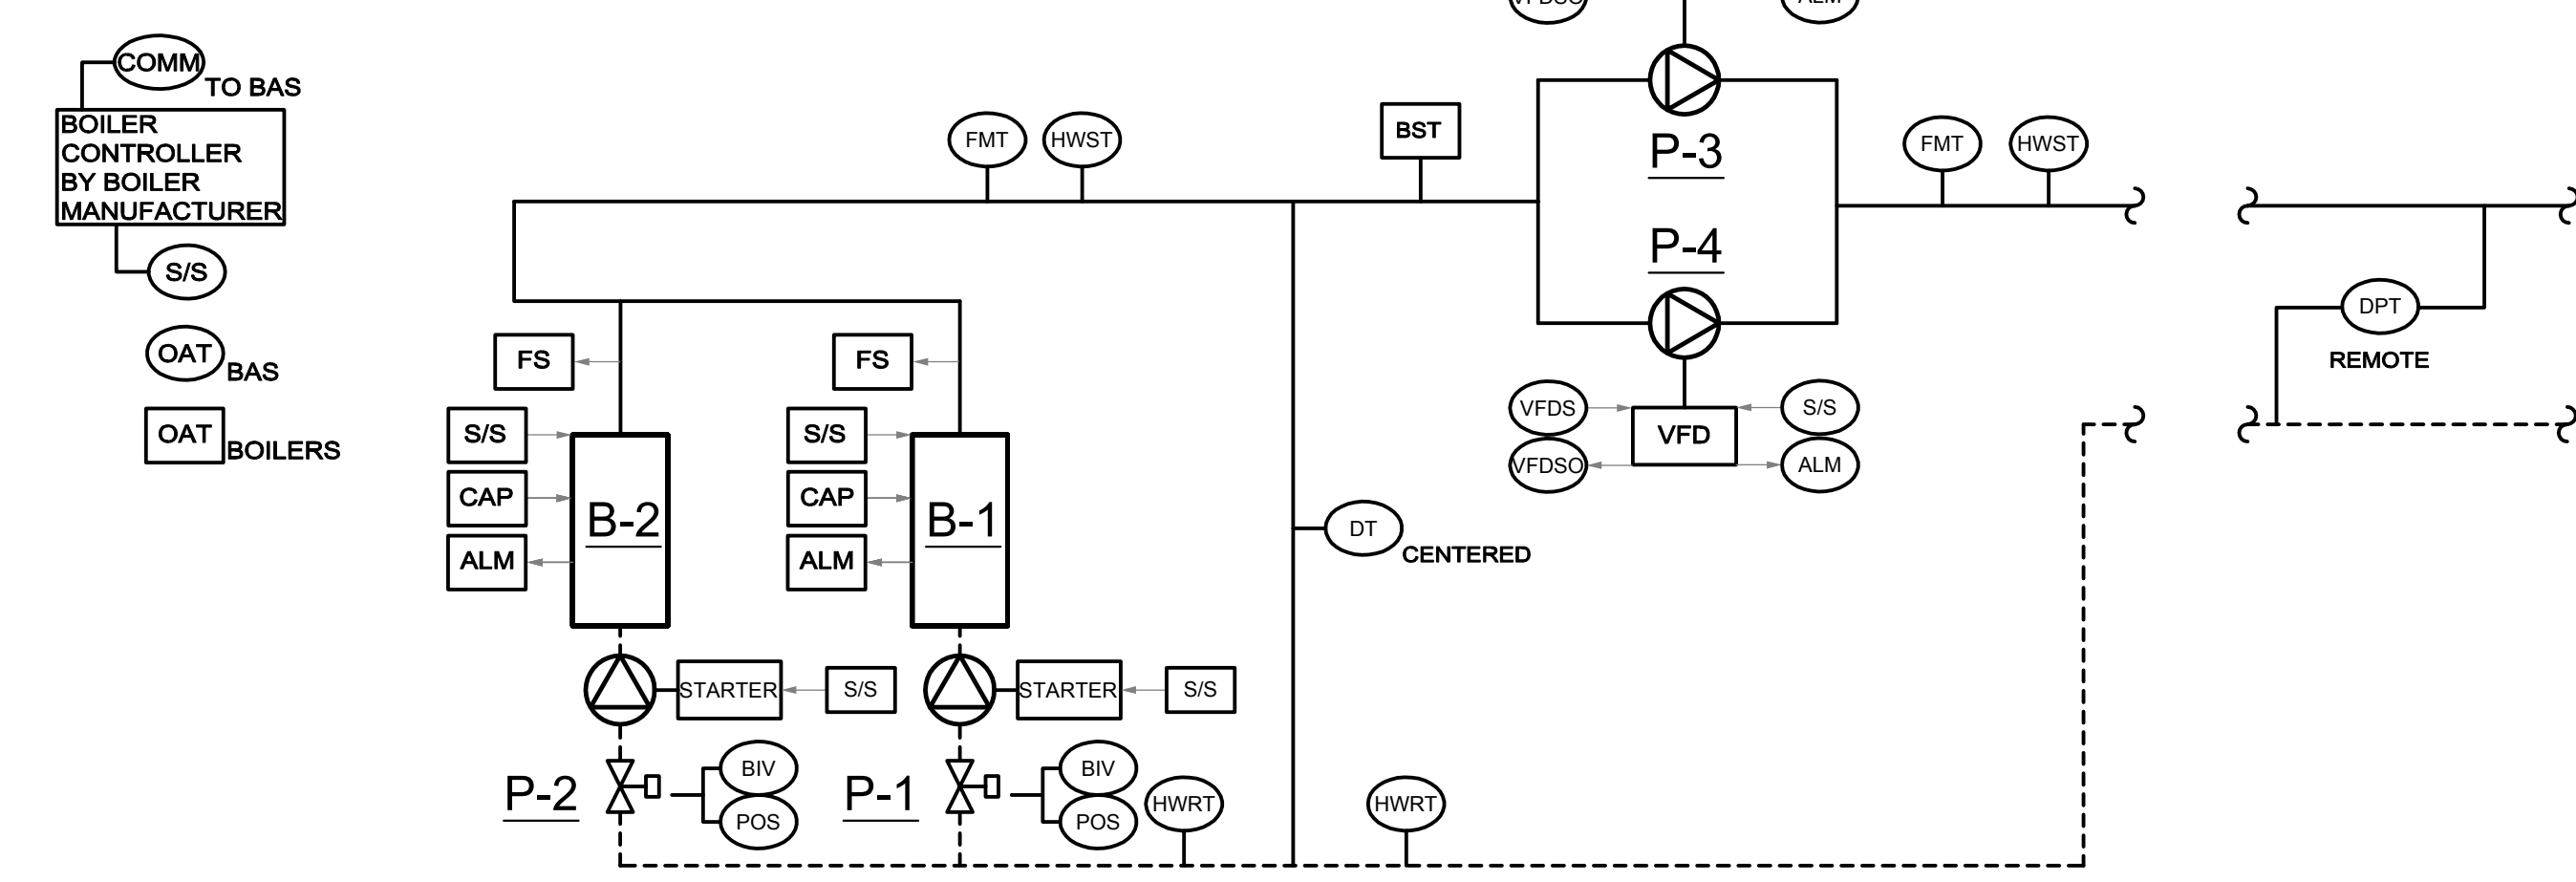 VFDSO
ALM
COMM
TO BAS
BOILER
CONTROLLER
BY BOILER
MANUFACTURER
S/S
OAT
BAS
OAT
BOILERS
FMT
HWST
BST
P-3
P-4
FMT
HWST
DPT
REMOTE
FS
FS
S/S
CAP
ALM
B-2
S/S
CAP
ALM
B-1
VFDS
VFDSO
VFD
S/S
ALM
DT
CENTERED
STARTER
S/S
STARTER
S/S
P-2
BIV
POS
P-1
BIV
POS
HWRT
HWRT